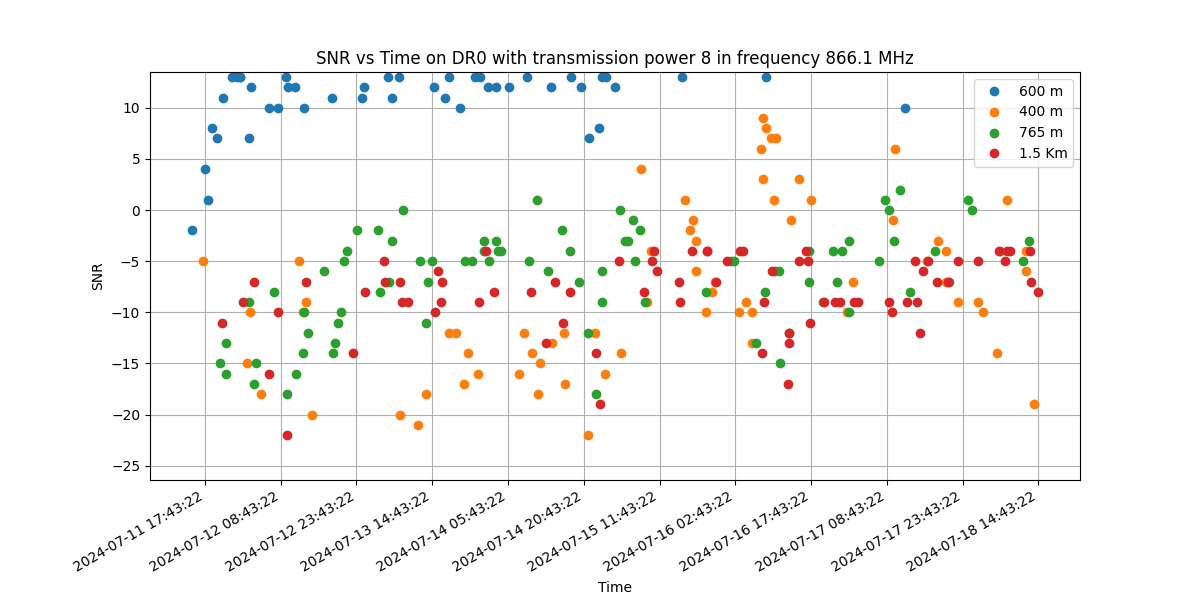 SNR vs Time on DR0 with transmission power 8 in frequency 866.1 MHz
600 m
400 m
765 m
1.5 Km
SNR
10
5
0
−5
−10
−15
−20
−25
2024-07-11 17:43:22
2024-07-12 08:43:22
2024-07-12 23:43:22
2024-07-13 14:43:22
2024-07-14 05:43:22
2024-07-14 20:43:22
2024-07-15 11:43:22
2024-07-16 02:43:22
2024-07-16 17:43:22
2024-07-17 08:43:22
2024-07-17 23:43:22
2024-07-18 14:43:22
Time